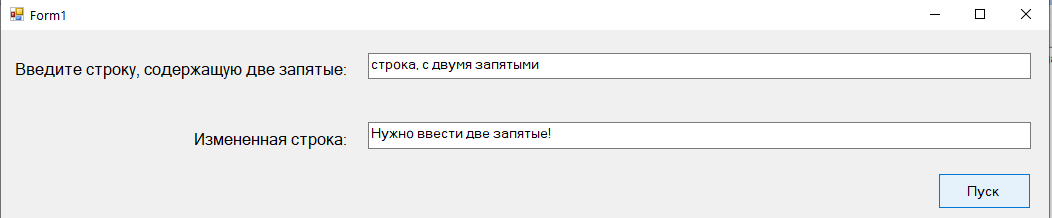 Form1
Введите строку, содержащую две запятые:
строка, с двумя запятыми
Измененная строка:
Нужно ввести две запятые!
Пуск